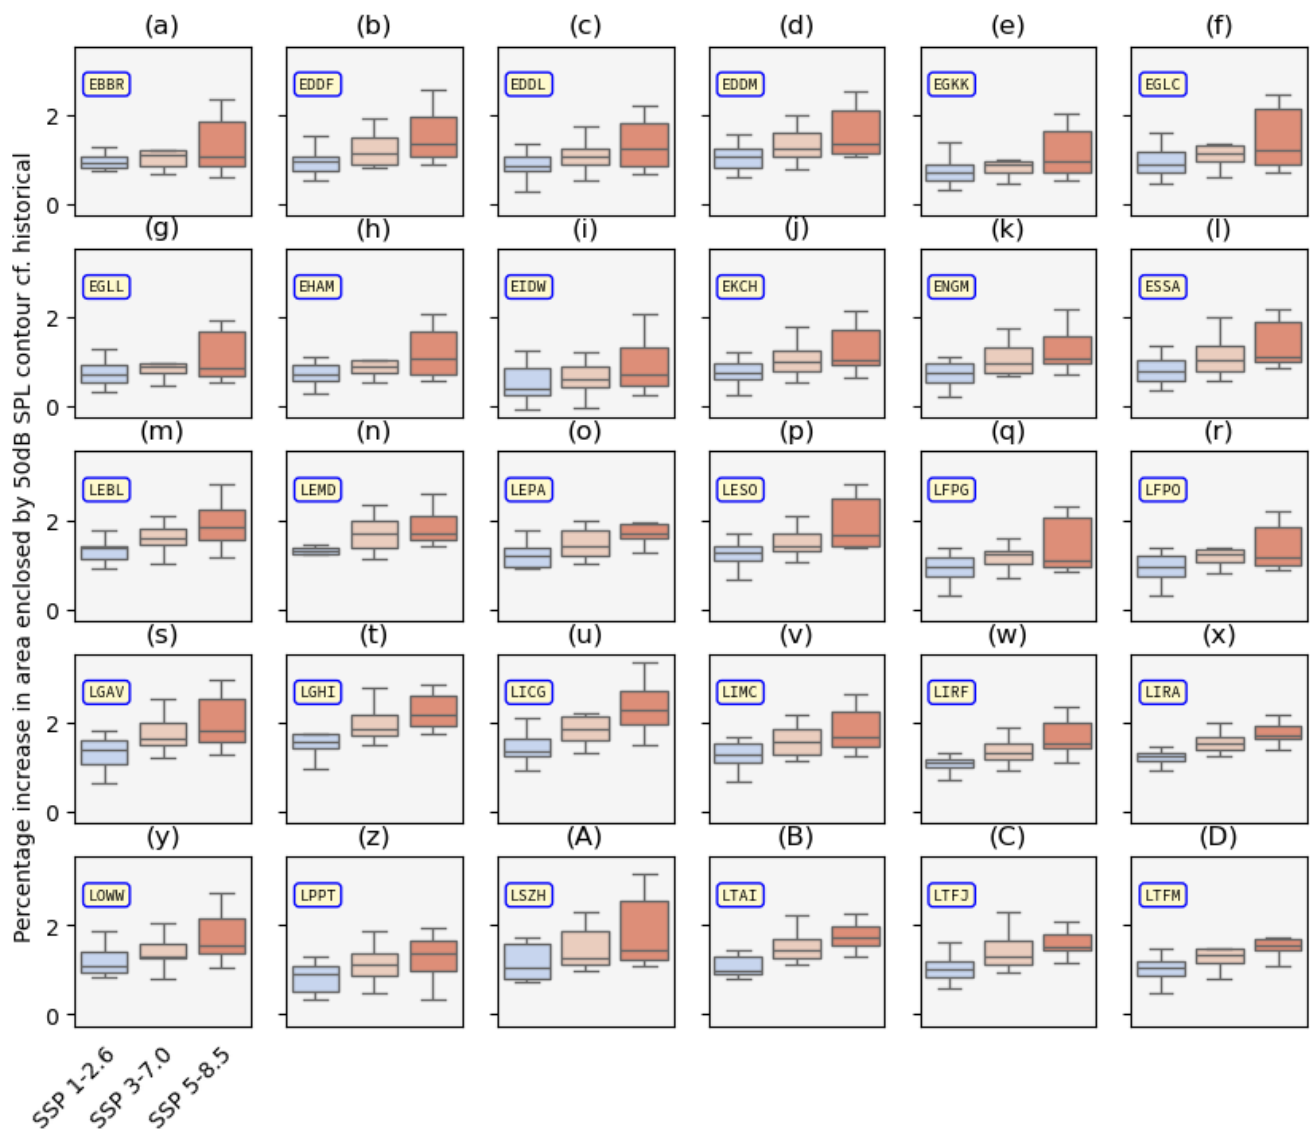 (a) (b) (c) (d) (e) (f)
EBBR EDDF EDDL EDDM EGKK EGLC
2
0
(g) (h) (i) (j) (k) (l)
EGLL EHAM EIDW EKCH ENGM ESSA
2
0
(m) (n) (o) (p) (q) (r)
LEBL LEMD LEPA LESO LFPG LFPO
2
0
(s) (t) (u) (v) (w) (x)
LGAV LGHI LICG LIMC LIRF LIRA
2
0
(y) (z) (A) (B) (C) (D)
LOWW LPPT LSZH LTAI LTFJ LTFM
2
0
SSP 1-2.6 SSP 3-7.0 SSP 5-8.5
Percentage increase in area enclosed by 50dB SPL contour cf. historical